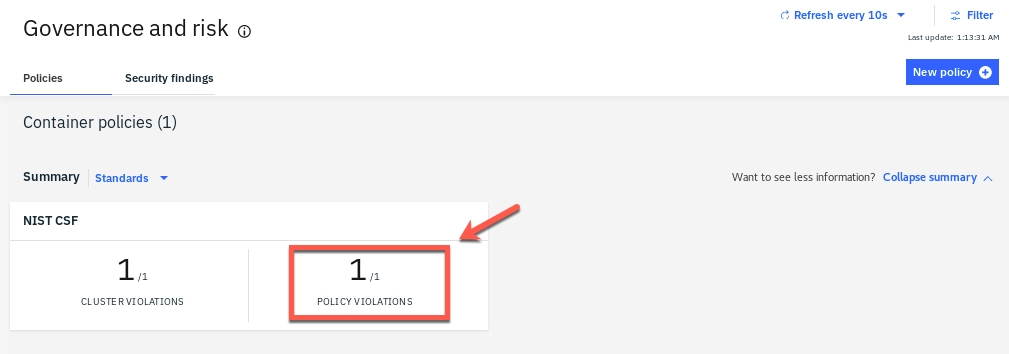 Governance and risk
Refresh every 10s
Filter
Last update: 1:13:31 AM
Policies
Security findings
New policy
Container policies (1)
Summary
Standards
Want to see less information?
Collapse summary
NIST CSF
1 /1
CLUSTER VIOLATIONS
1 /1
POLICY VIOLATIONS